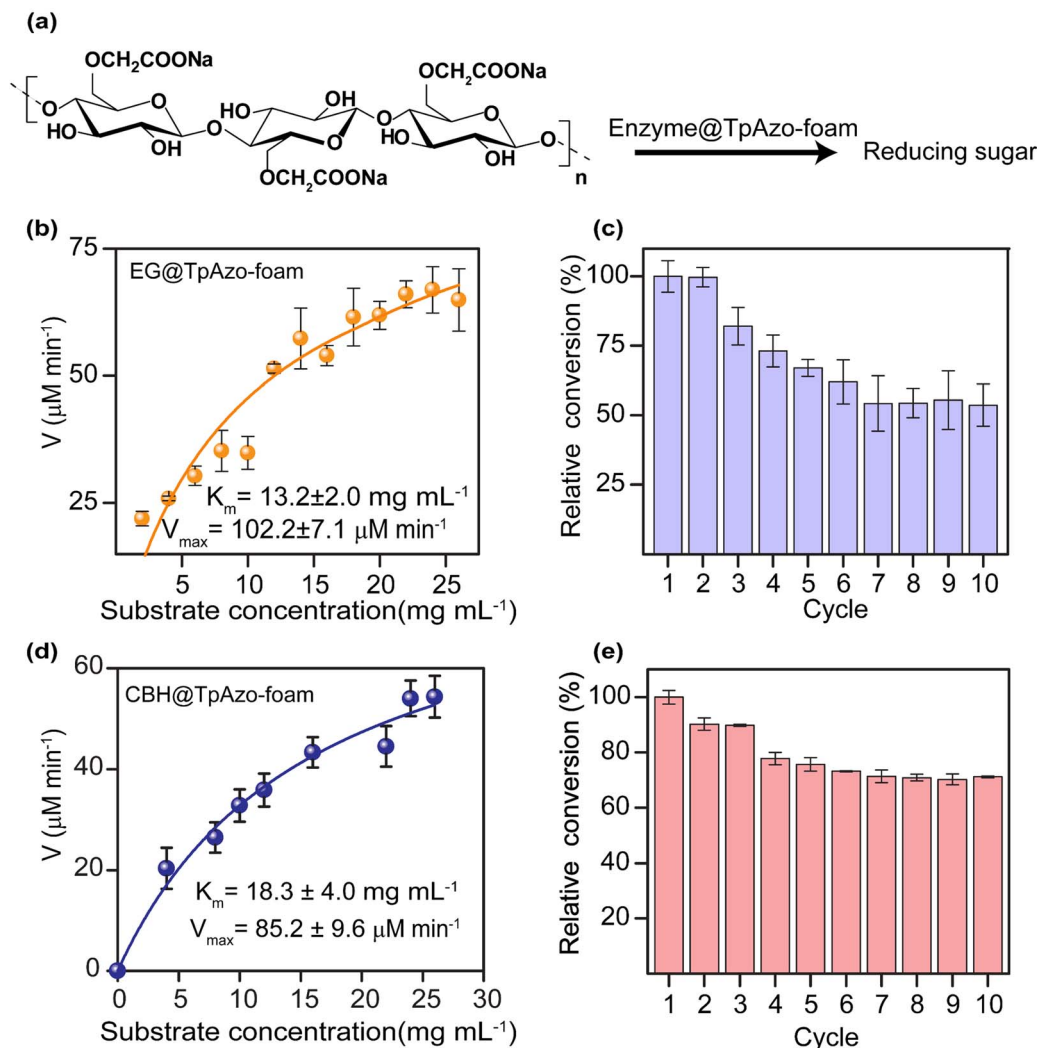 (a)
OCH₂COONa
OCH₂COONa
O
O
HO
OH
HO
OH
O
O
O
O
HO
OH
O
OCH₂COONa
n
Enzyme@TpAzo-foam
Reducing sugar
(b)
EG@TpAzo-foam
V (μM min⁻¹)
75
50
25
Kₘ= 13.2±2.0 mg mL⁻¹
Vₘₐₓ= 102.2±7.1 μM min⁻¹
5 10 15 20 25
Substrate concentration(mg mL⁻¹)
(c)
Relative conversion (%)
100
75
50
25
1 2 3 4 5 6 7 8 9 10
Cycle
(d)
CBH@TpAzo-foam
V (μM min⁻¹)
60
40
20
0
Kₘ= 18.3 ± 4.0 mg mL⁻¹
Vₘₐₓ= 85.2 ± 9.6 μM min⁻¹
0 5 10 15 20 25 30
Substrate concentration(mg mL⁻¹)
(e)
Relative conversion (%)
100
80
60
40
20
1 2 3 4 5 6 7 8 9 10
Cycle